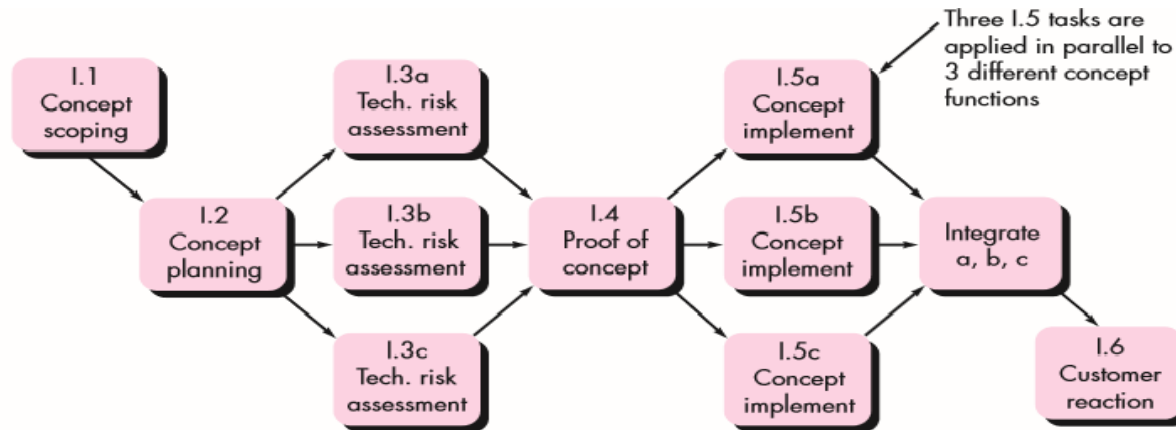 Three I.5 tasks are
applied in parallel to
3 different concept
functions
I.1
Concept
scoping
I.3a
Tech. risk
assessment
I.5a
Concept
implement
I.2
Concept
planning
I.3b
Tech. risk
assessment
I.4
Proof of
concept
I.5b
Concept
implement
Integrate
a, b, c
I.3c
Tech. risk
assessment
I.5c
Concept
implement
I.6
Customer
reaction